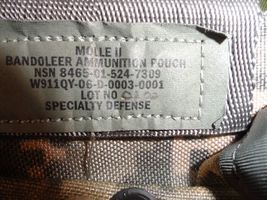 MOLLE II
BANDOLEER AMMUNITION POUCH
NSN 8465-01-524-7309
W911QY-06-D-0003-0001
LOT NO
SPECIALTY DEFENSE